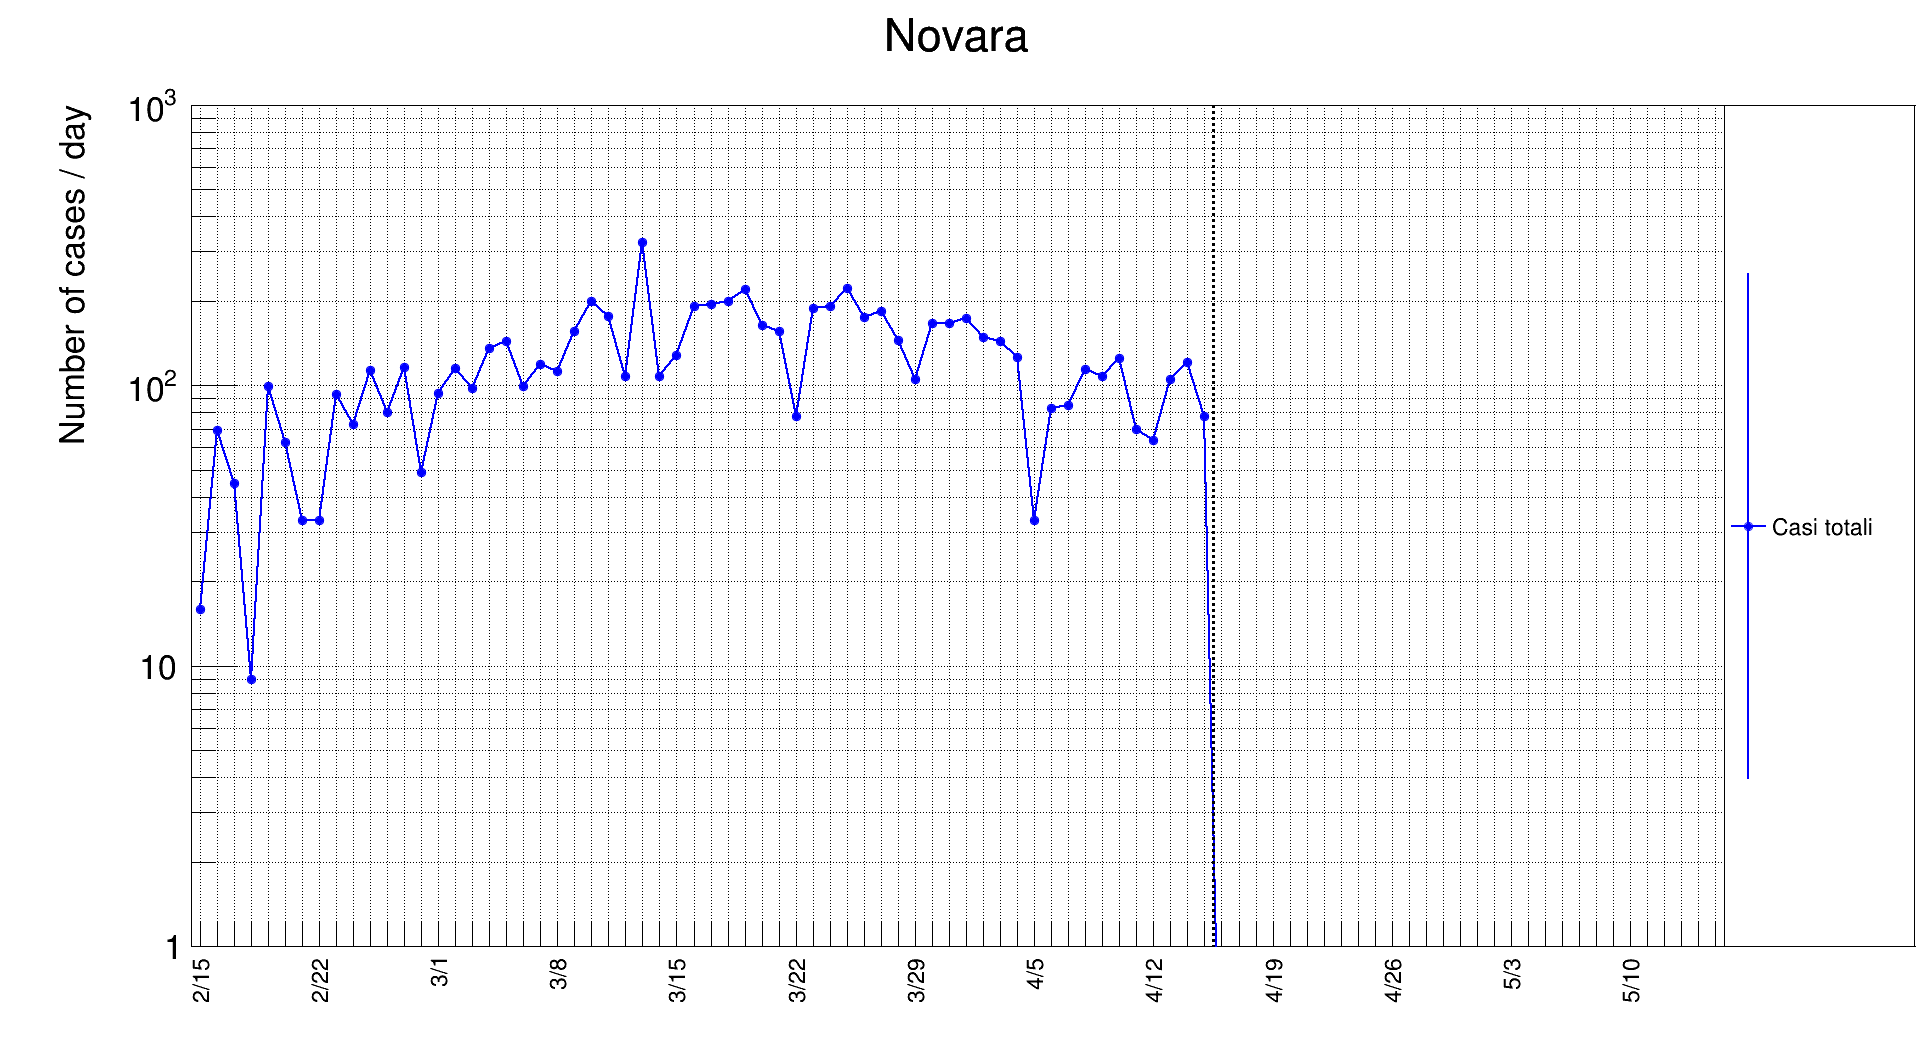 Novara
Number of cases / day
10³
10²
10
1
2/15 2/22 3/1 3/8 3/15 3/22 3/29 4/5 4/12 4/19 4/26 5/3 5/10
Casi totali